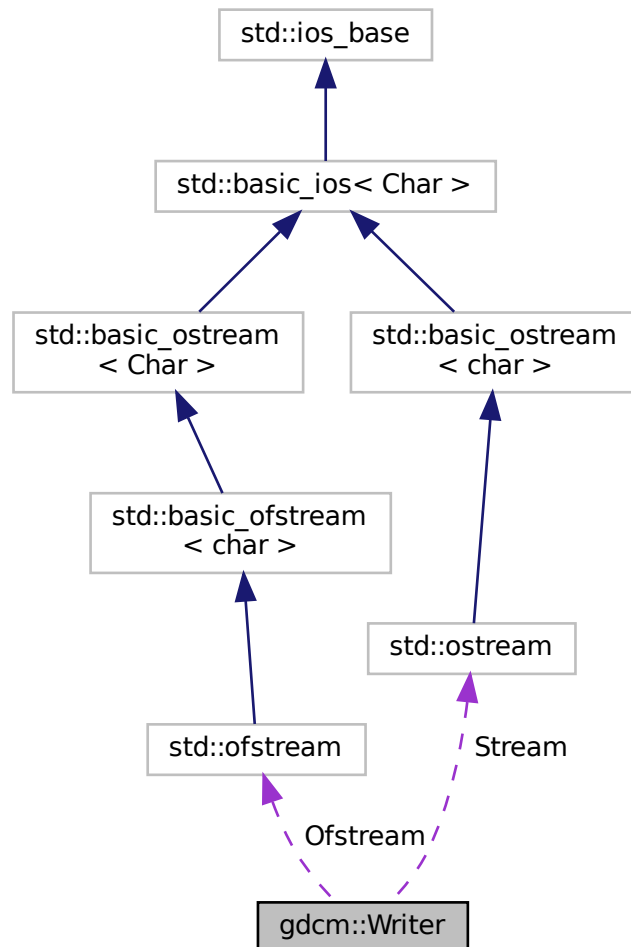 std::ios_base
std::basic_ios< Char >
std::basic_ostream
< Char >
std::basic_ostream
< char >
std::basic_ofstream
< char >
std::ostream
std::ofstream
Stream
Ofstream
gdcm::Writer